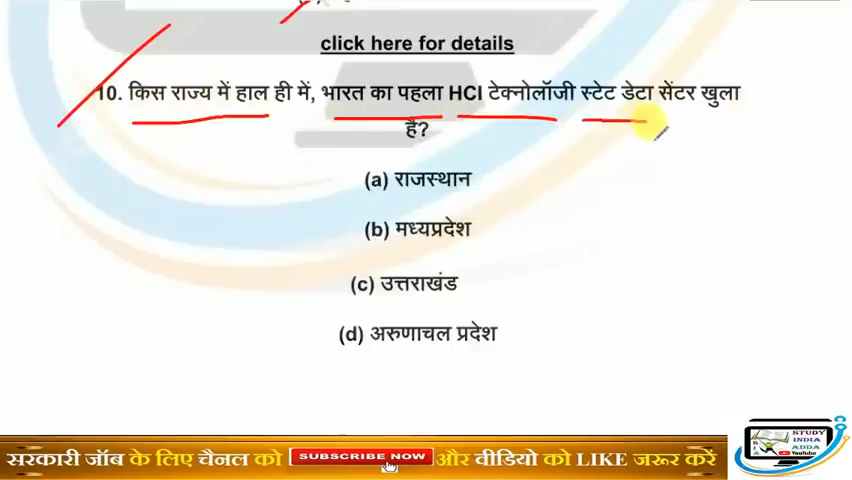 click here for details
10. किस राज्य में हाल ही में, भारत का पहला HCI टेक्नोलॉजी स्टेट डेटा सेंटर खुला
है?
(a) राजस्थान
(b) मध्यप्रदेश
(c) उत्तराखंड
(d) अरुणाचल प्रदेश
सरकारी जॉब के लिए चैनल को SUBSCRIBE NOW और वीडियो को LIKE जरूर करें
STUDY
INDIA
ADDA
YouTube